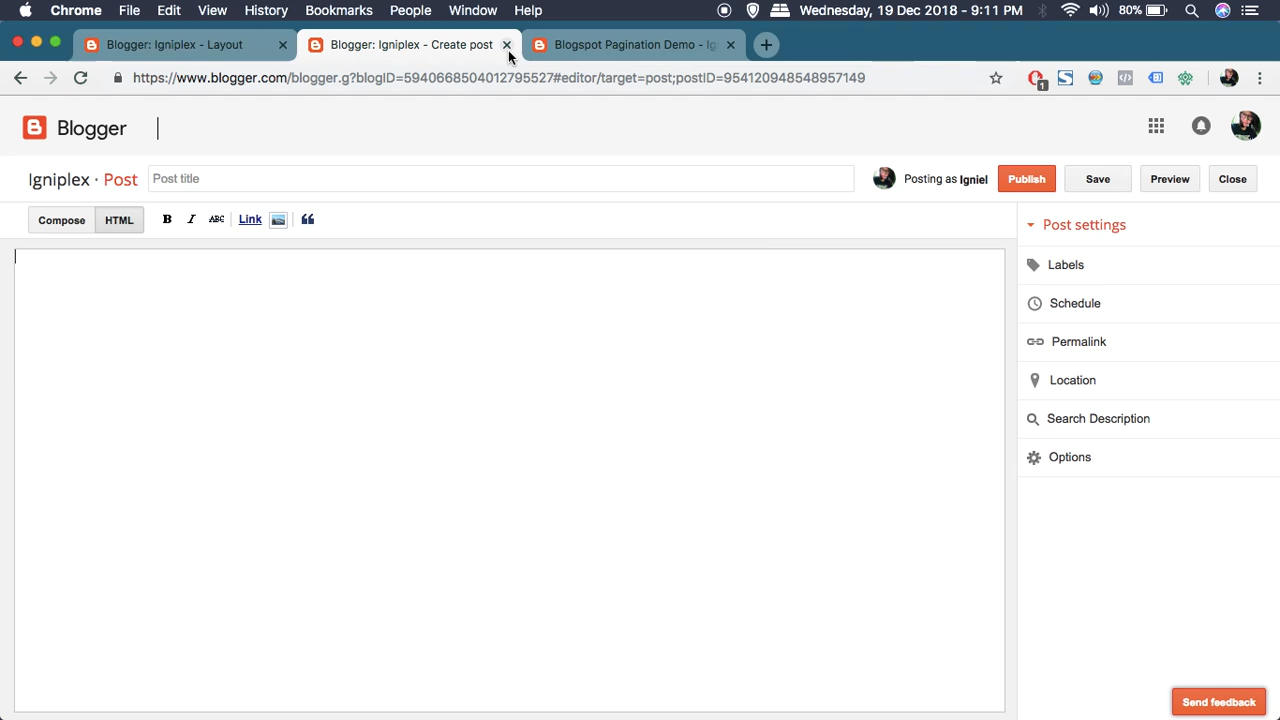 Chrome File Edit View History Bookmarks People Window Help Wednesday, 19 Dec 2018 - 9:11 PM 80%
Blogger: Igniplex - Layout Blogger: Igniplex - Create post Blogspot Pagination Demo - Ig
https://www.blogger.com/blogger.g?blogID=5940668504012795527#editor/target=post;postID=954120948548957149 1
Blogger
Igniplex · Post Post title Posting as Igniel Publish Save Preview Close
Compose HTML B I ABC Link
Post settings
Labels
Schedule
Permalink
Location
Search Description
Options
Send feedback